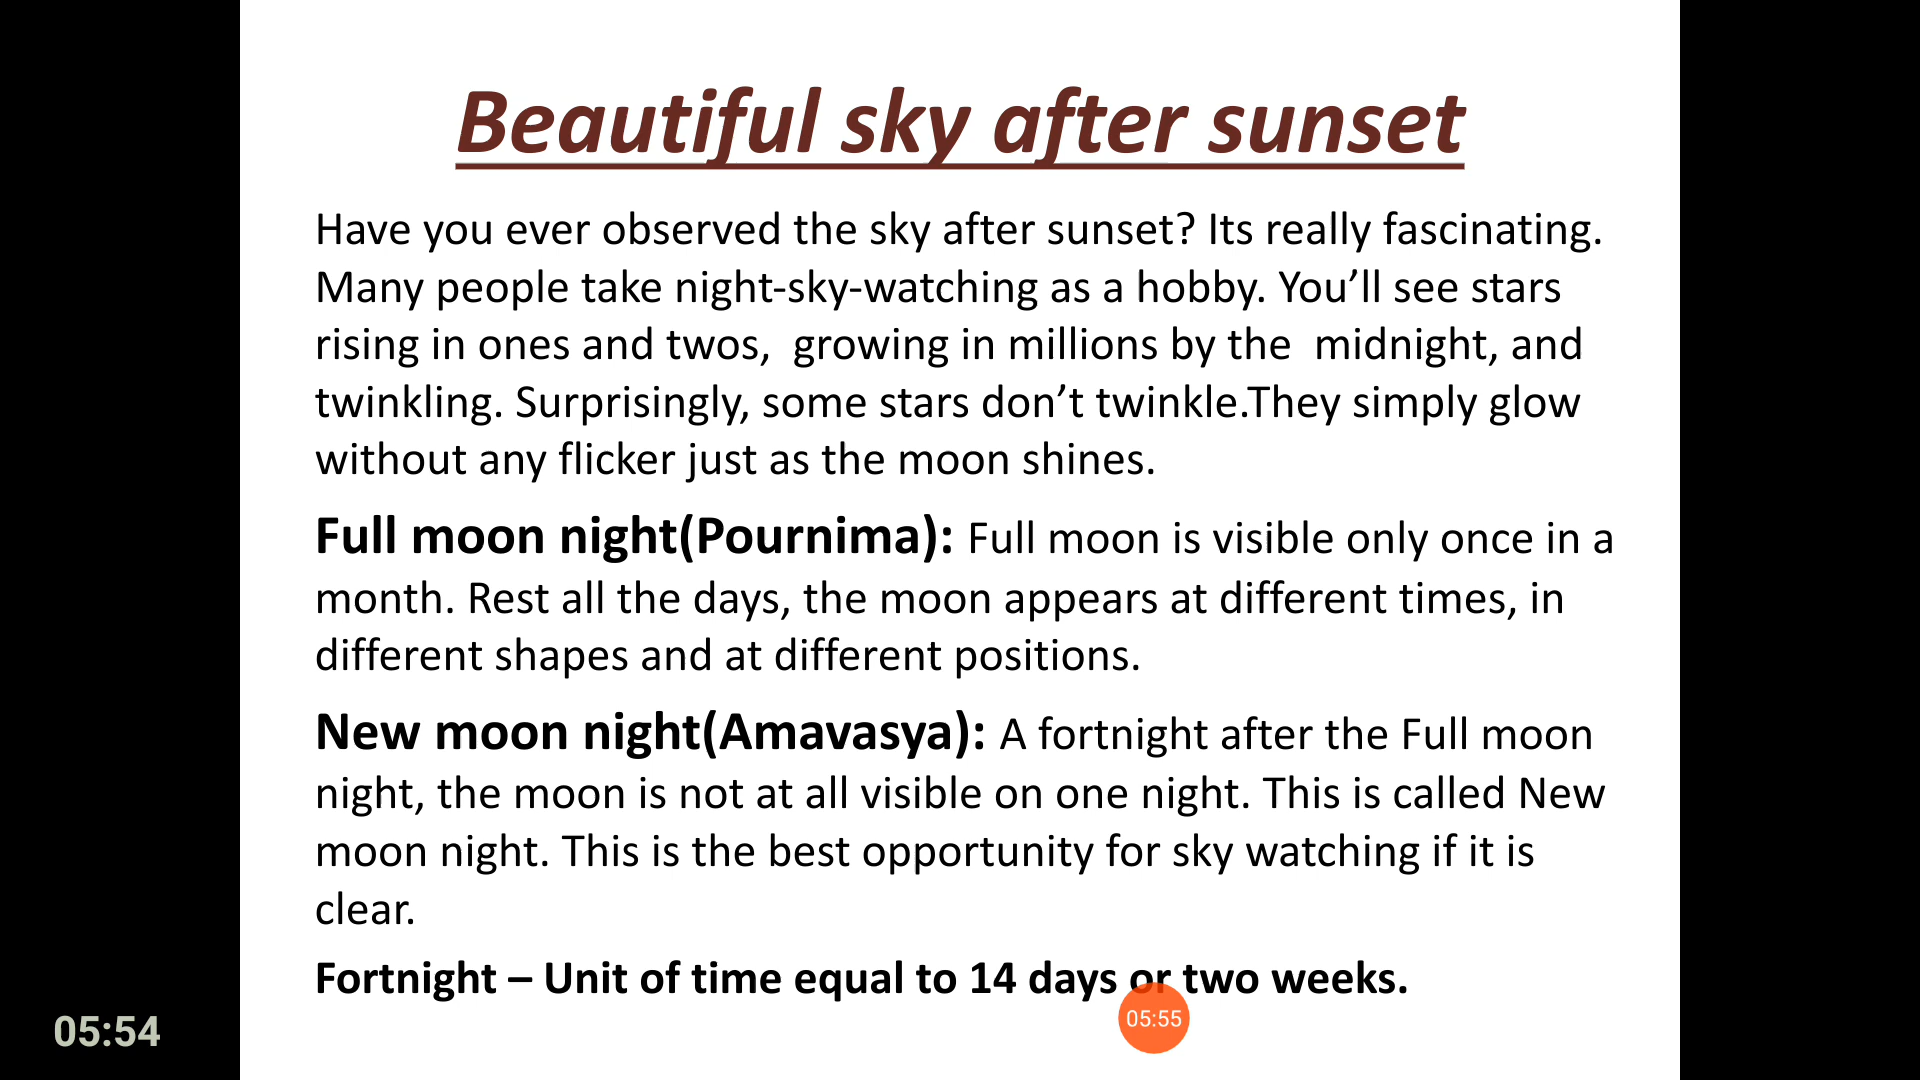 Beautiful sky after sunset
Have you ever observed the sky after sunset? Its really fascinating.
Many people take night-sky-watching as a hobby. You’ll see stars
rising in ones and twos,  growing in millions by the  midnight, and
twinkling. Surprisingly, some stars don’t twinkle.They simply glow
without any flicker just as the moon shines.
Full moon night(Pournima): Full moon is visible only once in a
month. Rest all the days, the moon appears at different times, in
different shapes and at different positions.
New moon night(Amavasya): A fortnight after the Full moon
night, the moon is not at all visible on one night. This is called New
moon night. This is the best opportunity for sky watching if it is
clear.
Fortnight – Unit of time equal to 14 days or two weeks.
05:54
05:55